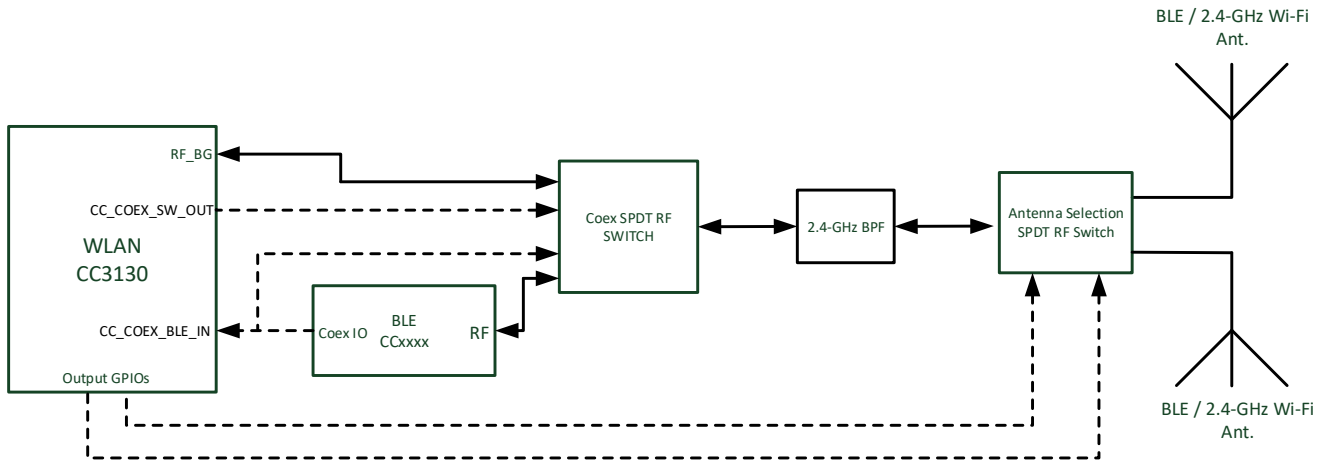 BLE / 2.4-GHz Wi-Fi
Ant.
RF_BG
CC_COEX_SW_OUT
WLAN
CC3130
CC_COEX_BLE_IN
Output GPIOs
Coex IO
BLE
CCxxxx
RF
Coex SPDT RF
SWITCH
2.4-GHz BPF
Antenna Selection
SPDT RF Switch
BLE / 2.4-GHz Wi-Fi
Ant.